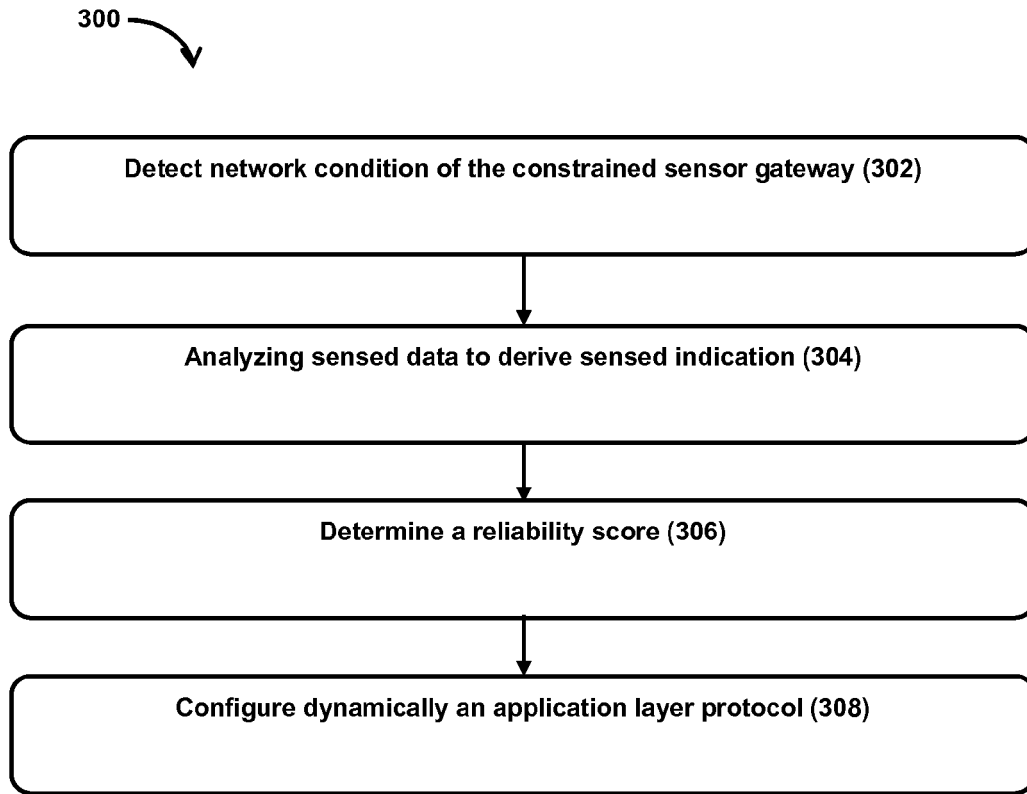 300
Detect network condition of the constrained sensor gateway (302)
Analyzing sensed data to derive sensed indication (304)
Determine a reliability score (306)
Configure dynamically an application layer protocol (308)